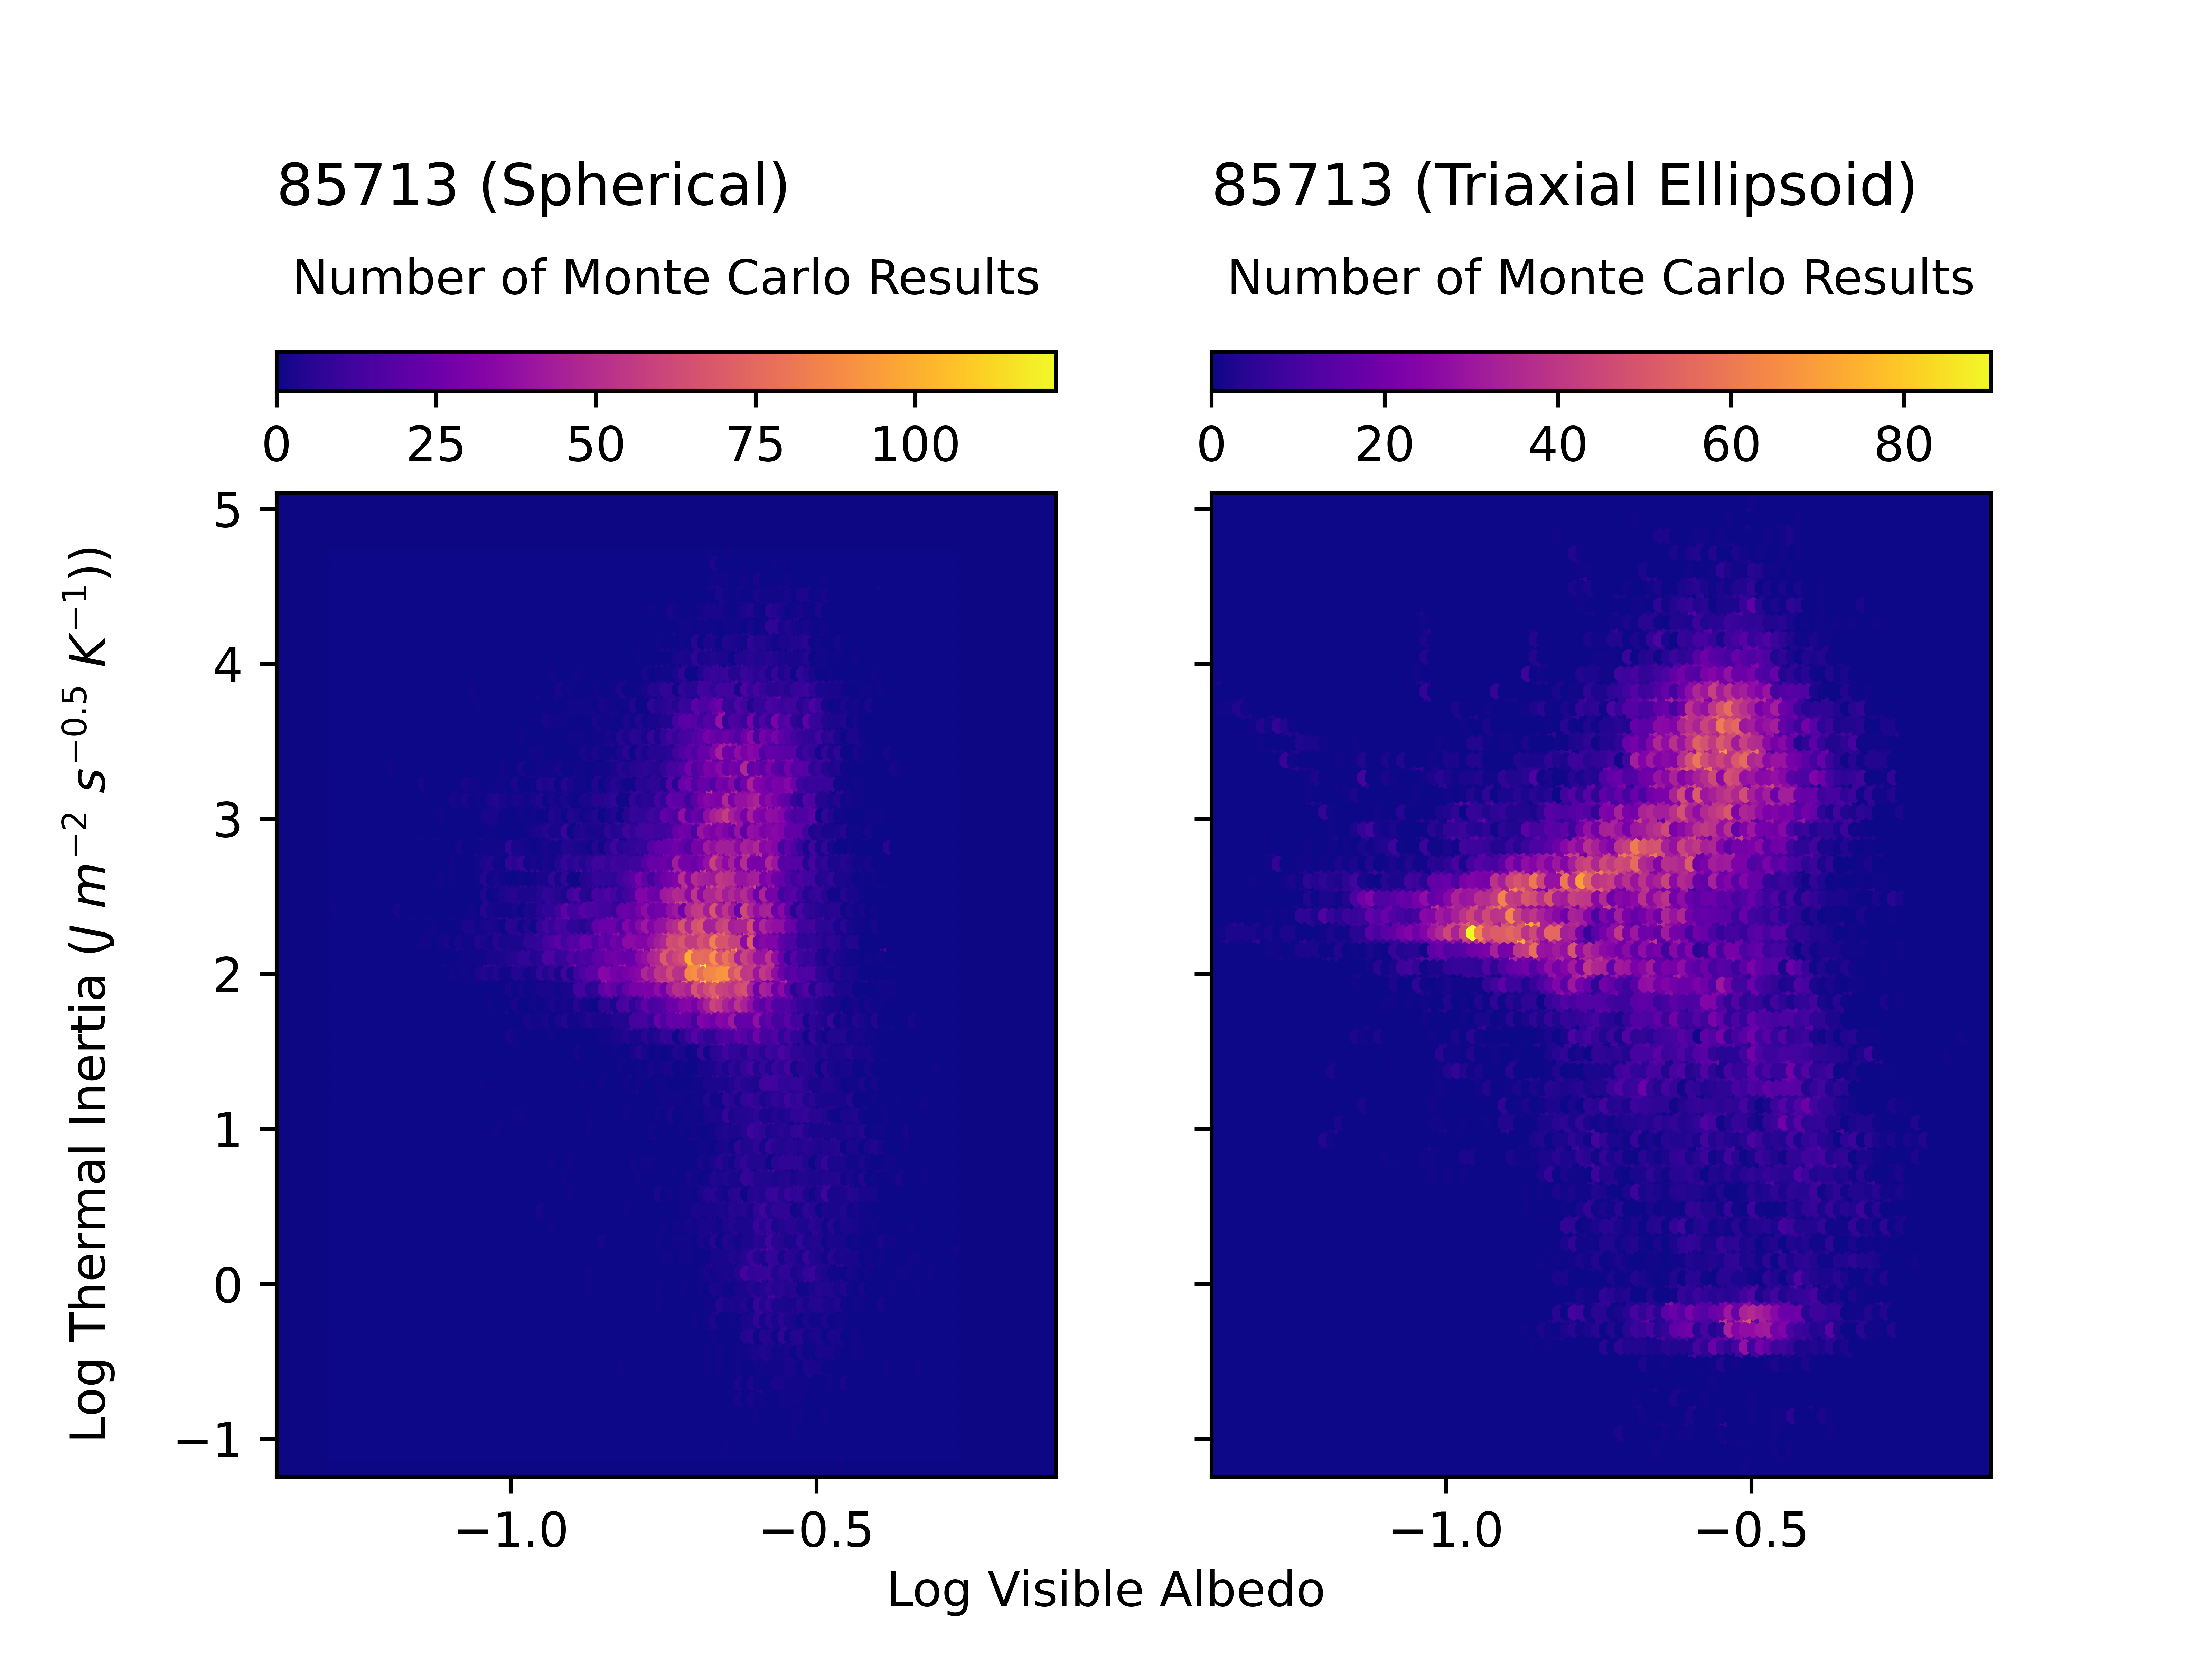 85713 (Spherical)
85713 (Triaxial Ellipsoid)
Number of Monte Carlo Results
Number of Monte Carlo Results
0 25 50 75 100
0 20 40 60 80
5
4
3
2
1
0
−1
Log Thermal Inertia (J m⁻² s⁻⁰·⁵ K⁻¹))
−1.0 −0.5
−1.0 −0.5
Log Visible Albedo